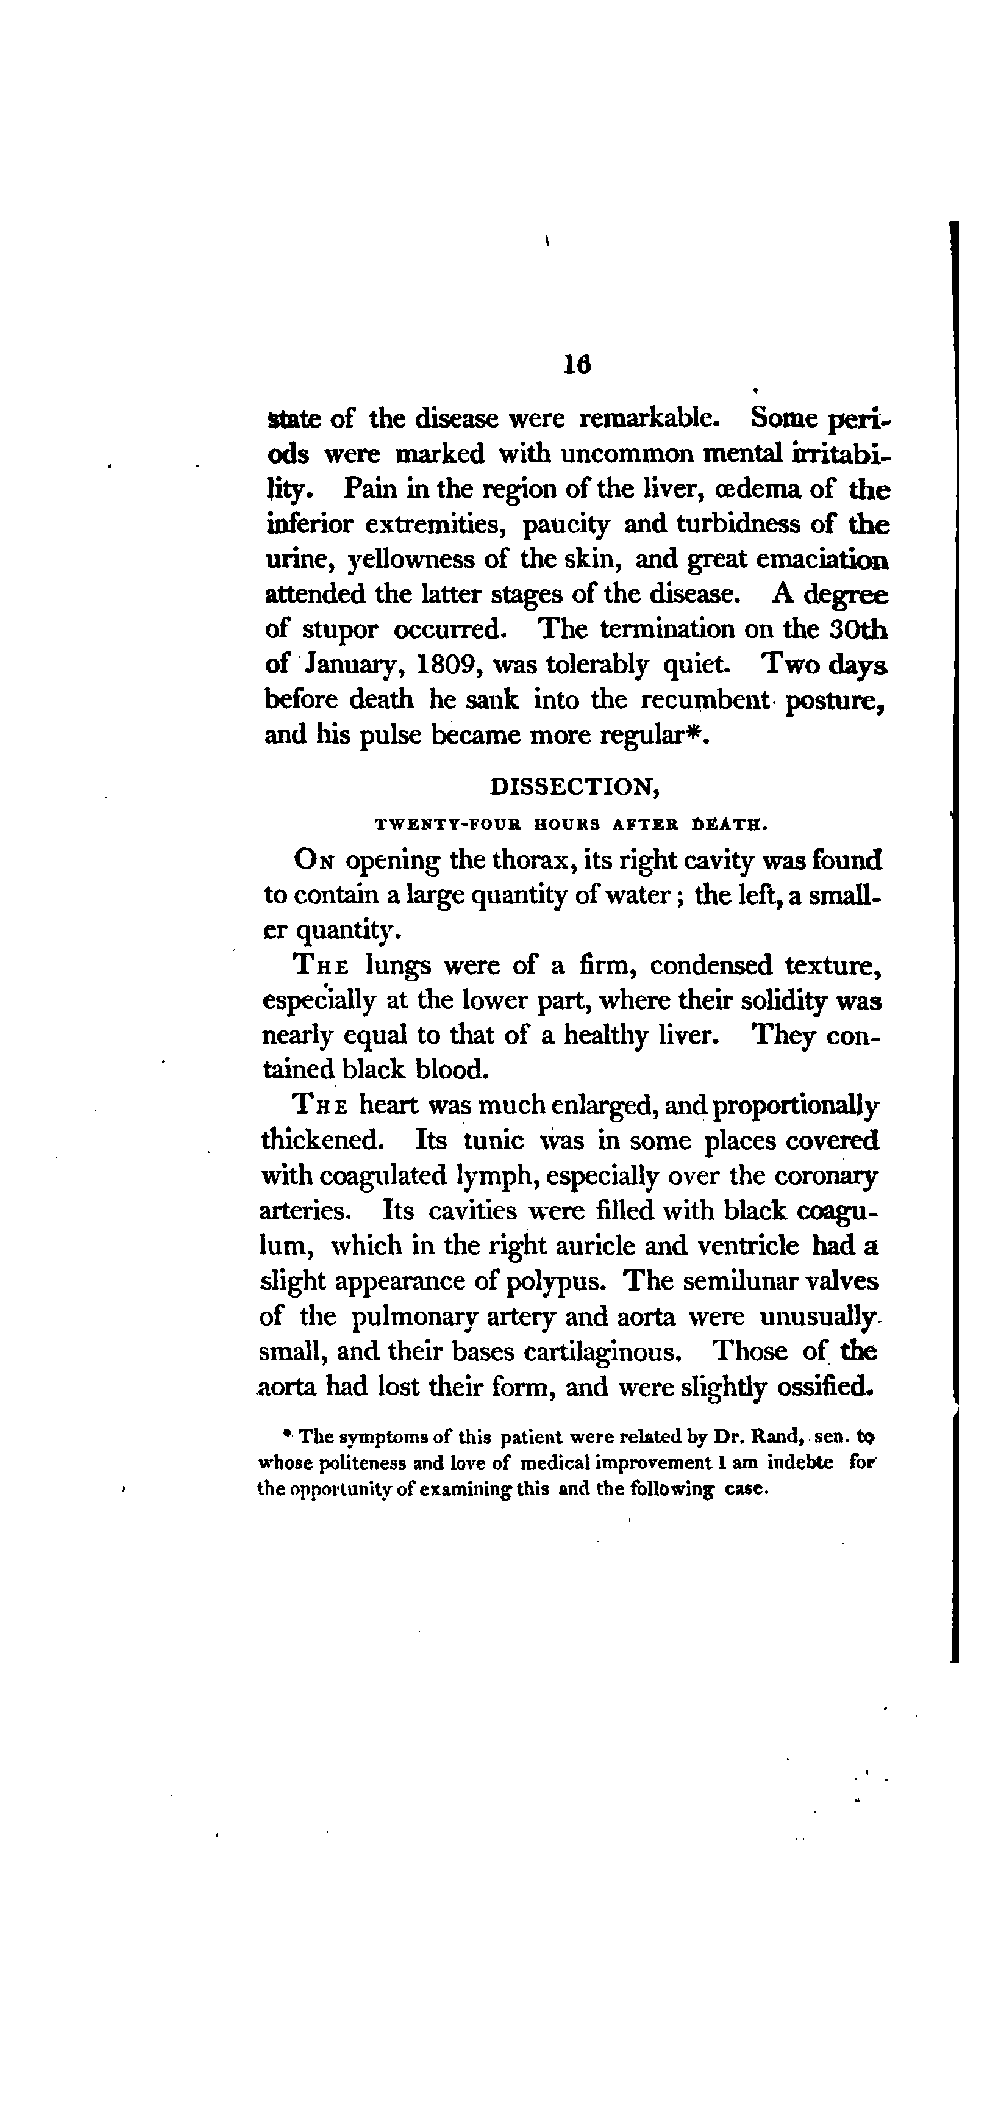 16
state of the disease were remarkable. Some peri-
ods were marked with uncommon mental irritabi-
lity. Pain in the region of the liver, œdema of the
inferior extremities, paucity and turbidness of the
urine, yellowness of the skin, and great emaciation
attended the latter stages of the disease. A degree
of stupor occurred. The termination on the 30th
of January, 1809, was tolerably quiet. Two days
before death he sank into the recumbent posture,
and his pulse became more regular*.
DISSECTION,
TWENTY-FOUR HOURS AFTER DEATH.
ON opening the thorax, its right cavity was found
to contain a large quantity of water; the left, a small-
er quantity.
THE lungs were of a firm, condensed texture,
especially at the lower part, where their solidity was
nearly equal to that of a healthy liver. They con-
tained black blood.
THE heart was much enlarged, and proportionally
thickened. Its tunic was in some places covered
with coagulated lymph, especially over the coronary
arteries. Its cavities were filled with black coagu-
lum, which in the right auricle and ventricle had a
slight appearance of polypus. The semilunar valves
of the pulmonary artery and aorta were unusually
small, and their bases cartilaginous. Those of the
aorta had lost their form, and were slightly ossified.
* The symptoms of this patient were related by Dr. Rand, sen. to
whose politeness and love of medical improvement I am indebte for
the opportunity of examining this and the following case.